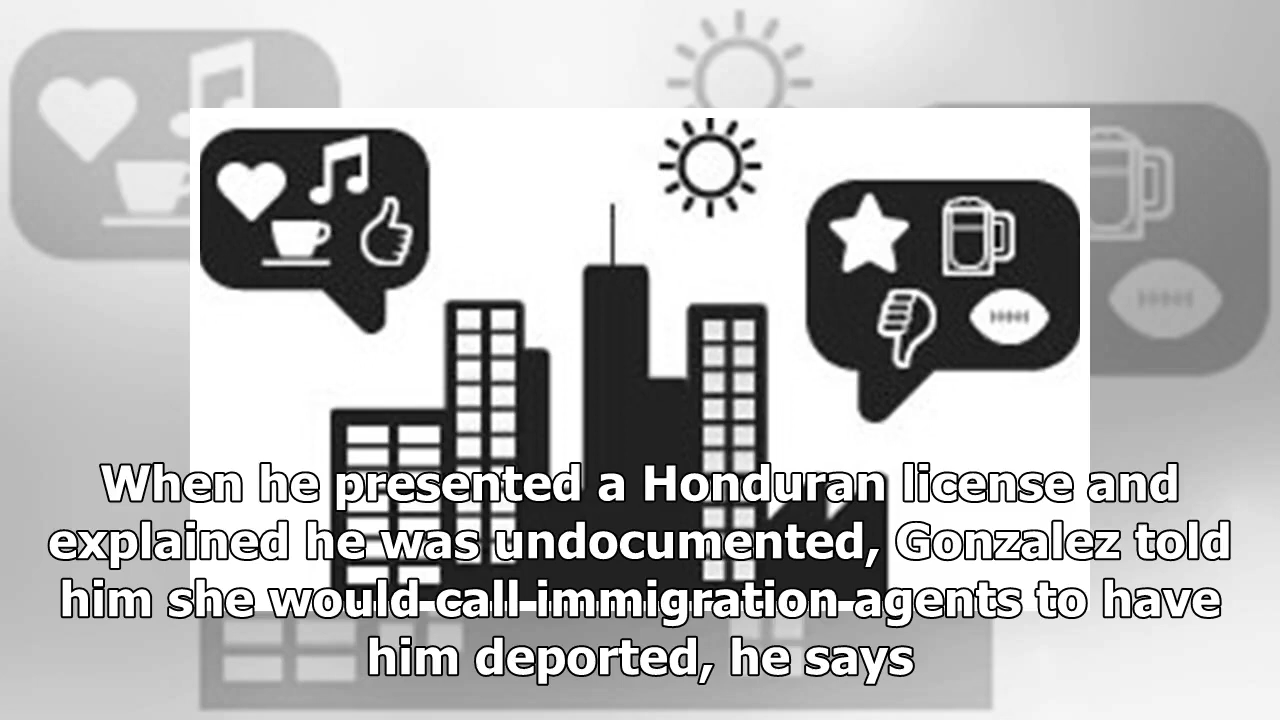 When he presented a Honduran license and
explained he was undocumented, Gonzalez told
him she would call immigration agents to have
him deported, he says